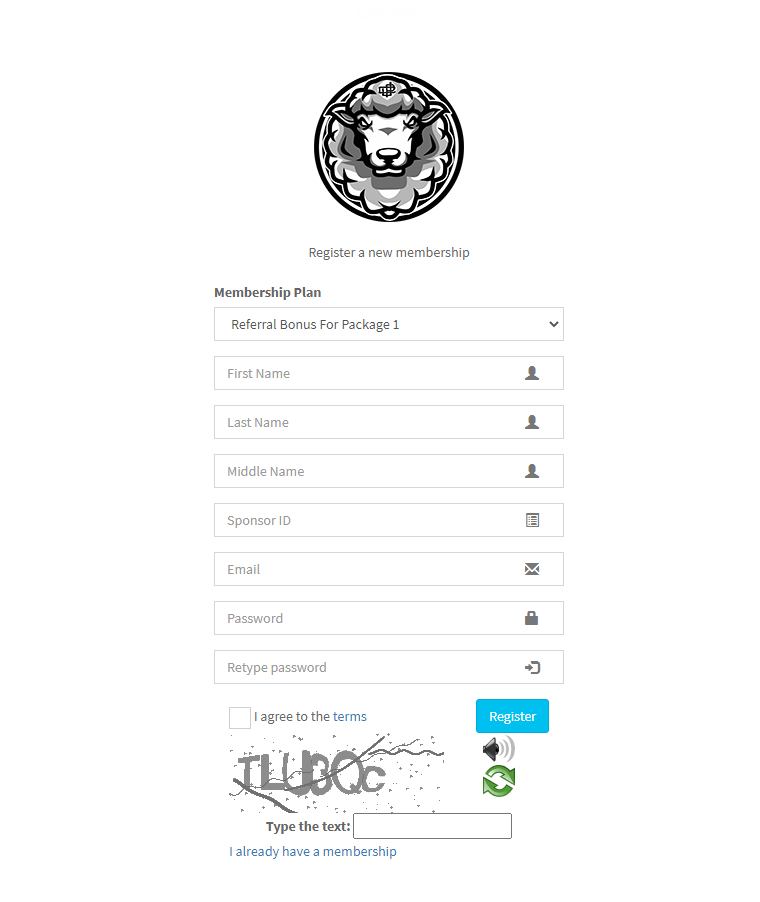 Register a new membership
Membership Plan
Referral Bonus For Package 1
First Name
Last Name
Middle Name
Sponsor ID
Email
Password
Retype password
I agree to the terms
Register
Type the text:
I already have a membership